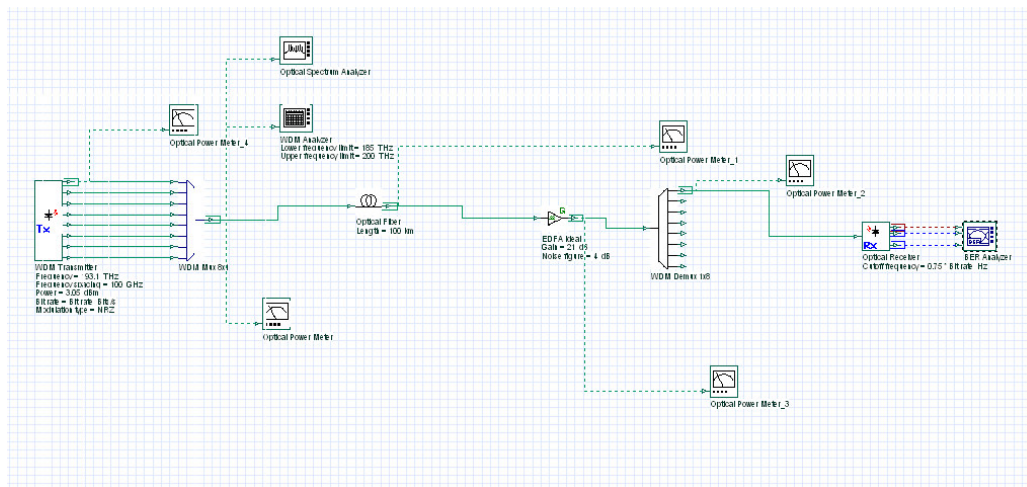 Optical Spectrum Analyzer
Optical Power Meter_4
WDM Analyzer
Lower frequency limit = 185 THz
Upper frequency limit = 200 THz
Optical Power Meter_1
Optical Power Meter_2
Tx
WDM Transmitter
Frequency = 193.1 THz
Frequency spacing = 100 GHz
Power = 3.05 dBm
Bit rate = Bit rate Bits/s
Modulation type = NRZ
WDM Mux 8x1
Optical Fiber
Length = 100 km
EDFA Ideal
Gain = 21 dB
Noise figure = 4 dB
WDM Demux 1x8
Rx
Optical Receiver
Cutoff frequency = 0.75 * Bit rate Hz
BER Analyzer
Optical Power Meter
Optical Power Meter_3